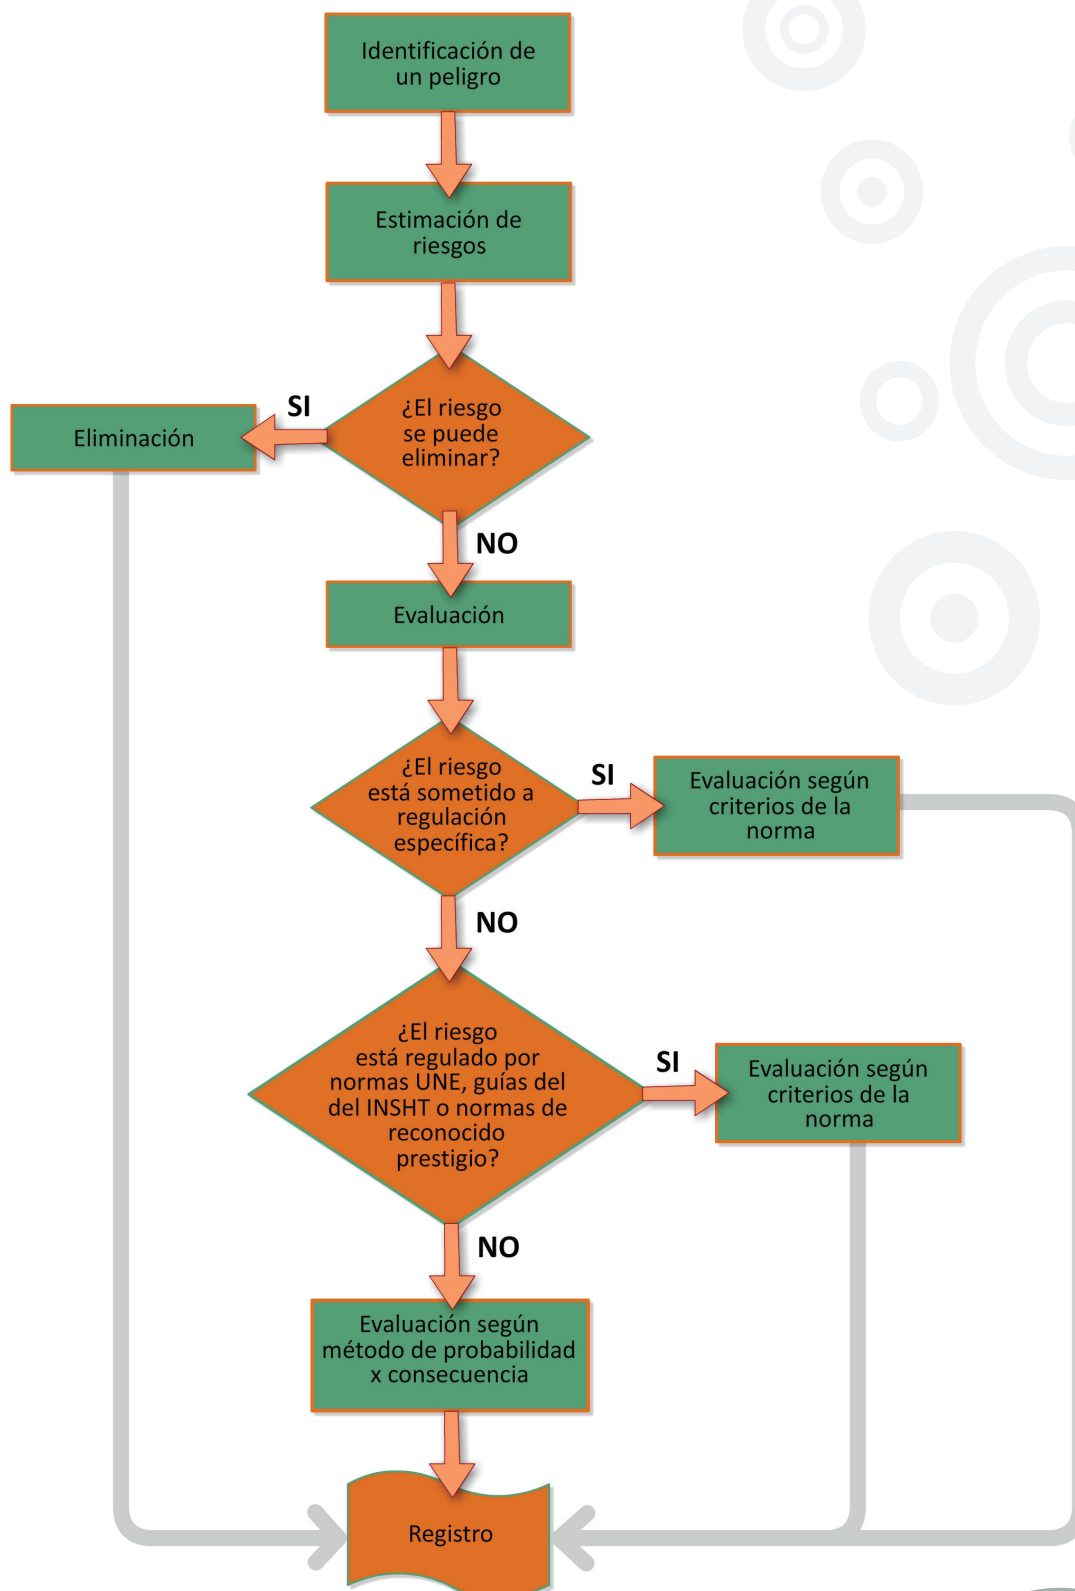 Identificación de
un peligro
Estimación de
riesgos
¿El riesgo
se puede
eliminar?
SI
Eliminación
NO
Evaluación
¿El riesgo
está sometido a
regulación
específica?
SI
Evaluación según
criterios de la
norma
NO
¿El riesgo
está regulado por
normas UNE, guías del
del INSHT o normas de
reconocido
prestigio?
SI
Evaluación según
criterios de la
norma
NO
Evaluación según
método de probabilidad
x consecuencia
Registro